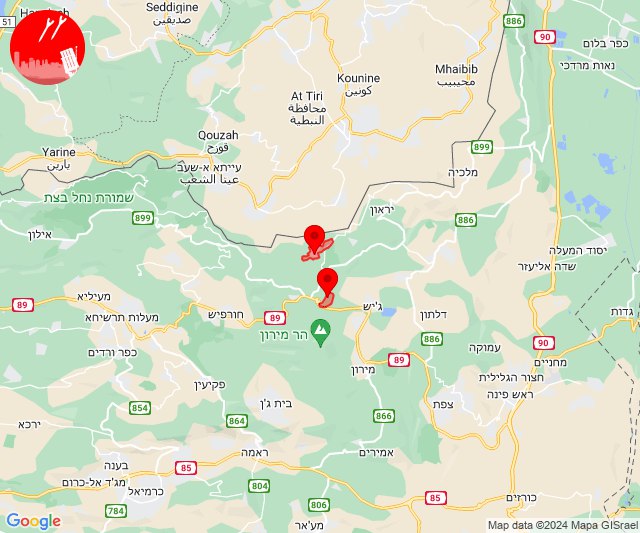 Seddigine
صديقين
51
886
90
כפר בלום
נאות מרדכי
Kounine
كونين
Mhaibib
محيبيب
At Tiri
محافظة
النبطية
Qouzah
قوزح
Yarine
يارين
עייתא א-שעב
عيتا الشعب
899
מלכיה
שמורת נחל בצת
899
יראון
886
אילון
יסוד המעלה
שדה אליעזר
89
מעיליא
מעלות תרשיחא
חורפיש
89
ג'יש
דלתון
גדות
הר מירון
886
90
כפר ורדים
עמוקה
מחניים
89
מירון
חצור הגלילית
ראש פינה
פקיעין
854
864
בית ג'ן
866
צפת
ירכא
ראמה
אמירים
בענה
85
מג'ד אל-כרום
כרמיאל
804
806
85
כורזים
784
מע'אר
Google
Map data ©2024 Mapa GISrael